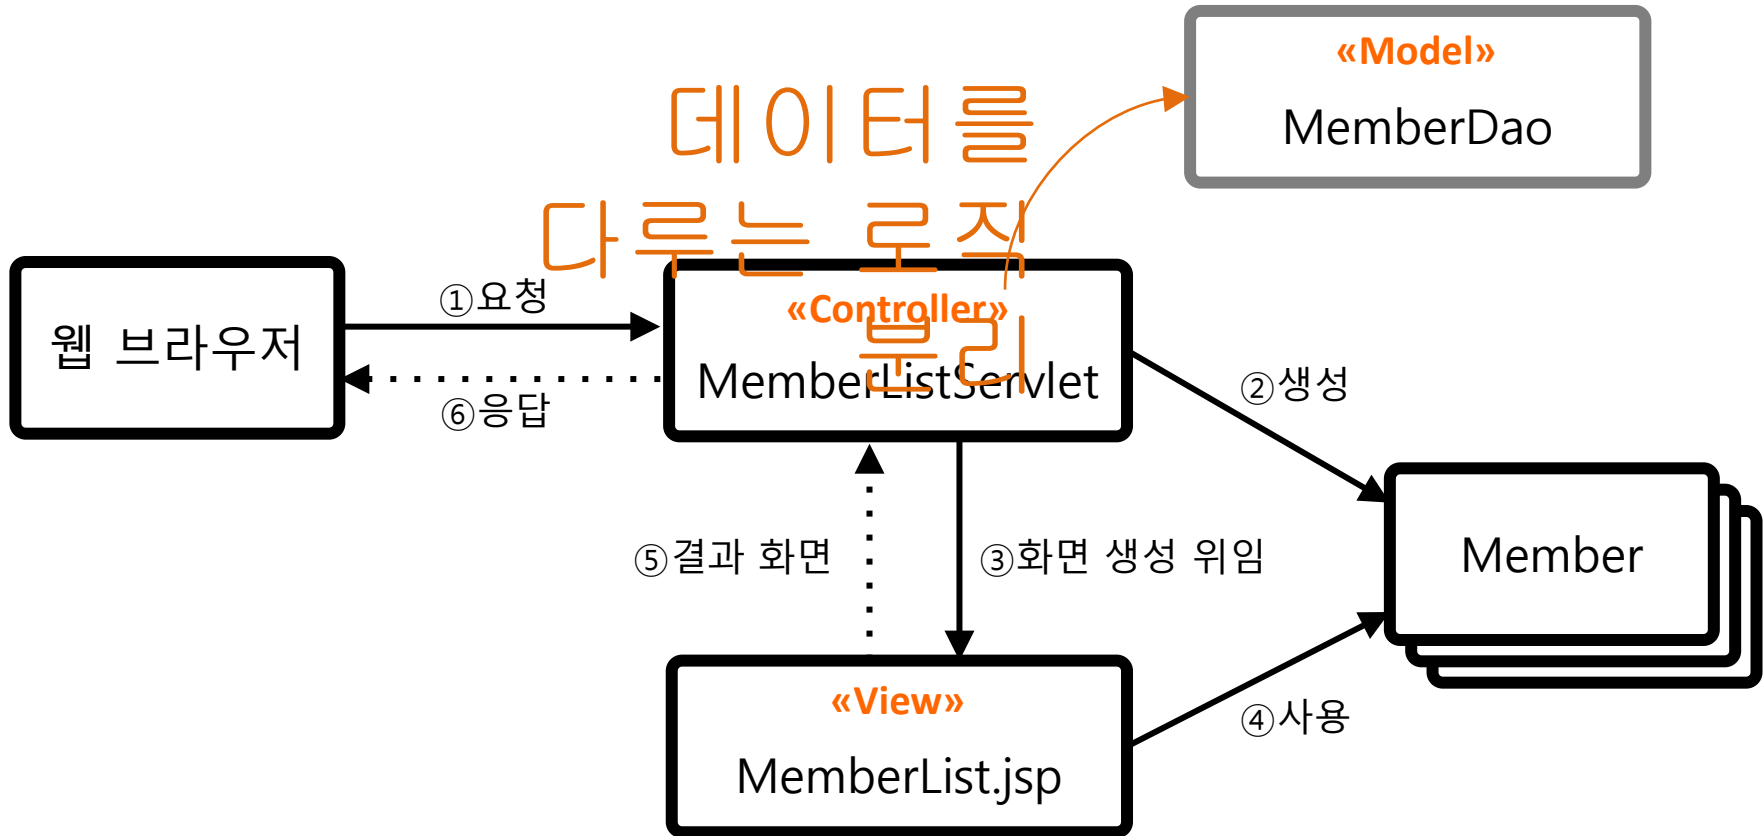 «Model»
MemberDao
데이터를
다루는 로직
분리
웹 브라우저
①요청
⑥응답
«Controller»
MemberListServlet
②생성
⑤결과 화면
③화면 생성 위임
Member
④사용
«View»
MemberList.jsp